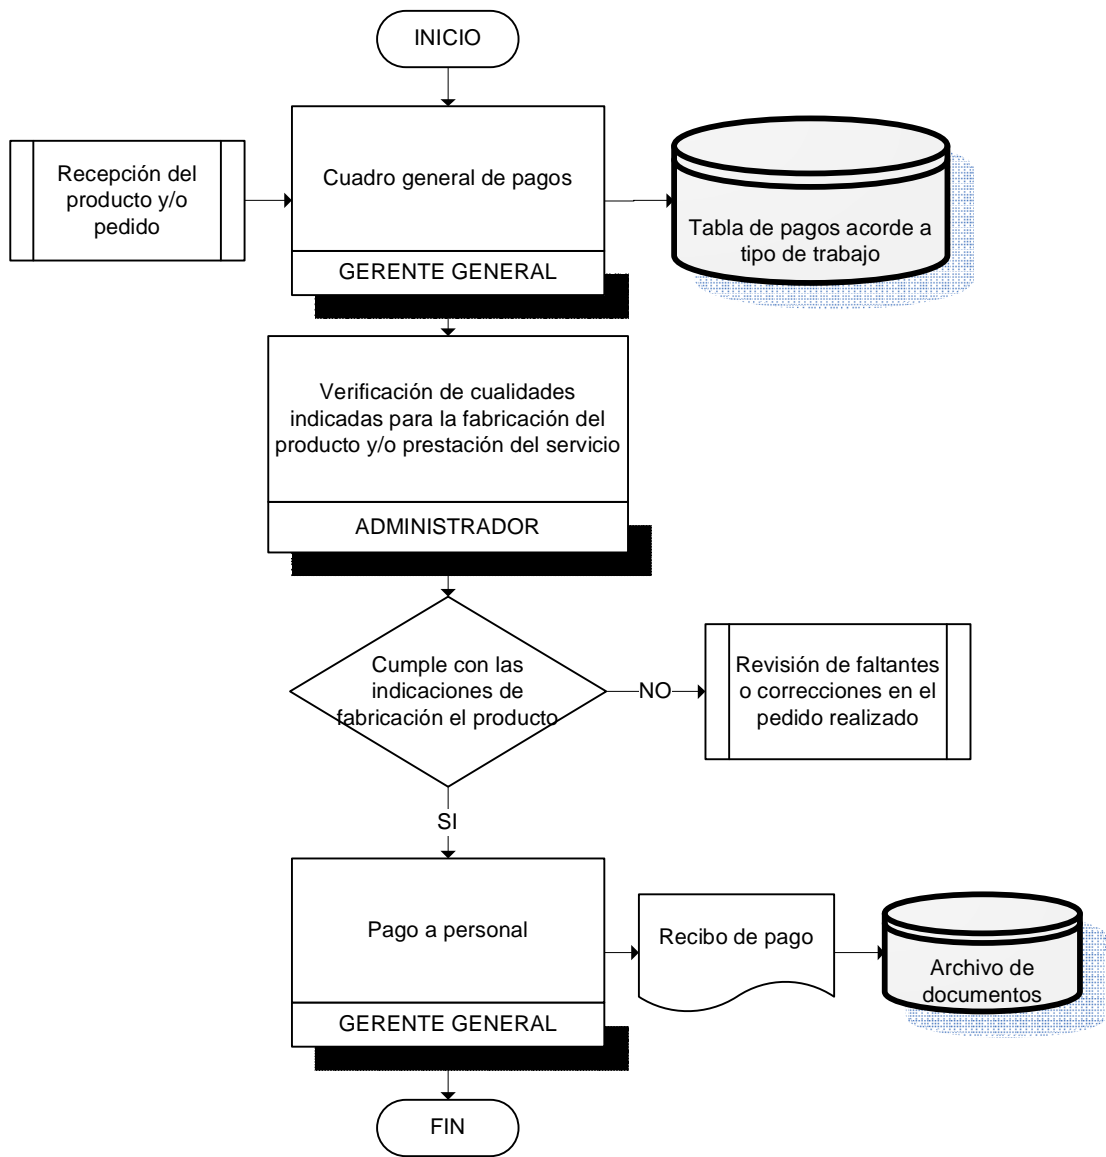 INICIO
Recepción del
producto y/o
pedido
Cuadro general de pagos
GERENTE GENERAL
Tabla de pagos acorde a
tipo de trabajo
Verificación de cualidades
indicadas para la fabricación del
producto y/o prestación del servicio
ADMINISTRADOR
Cumple con las
indicaciones de
fabricación el producto
NO
Revisión de faltantes
o correcciones en el
pedido realizado
SI
Pago a personal
GERENTE GENERAL
Recibo de pago
Archivo de
documentos
FIN